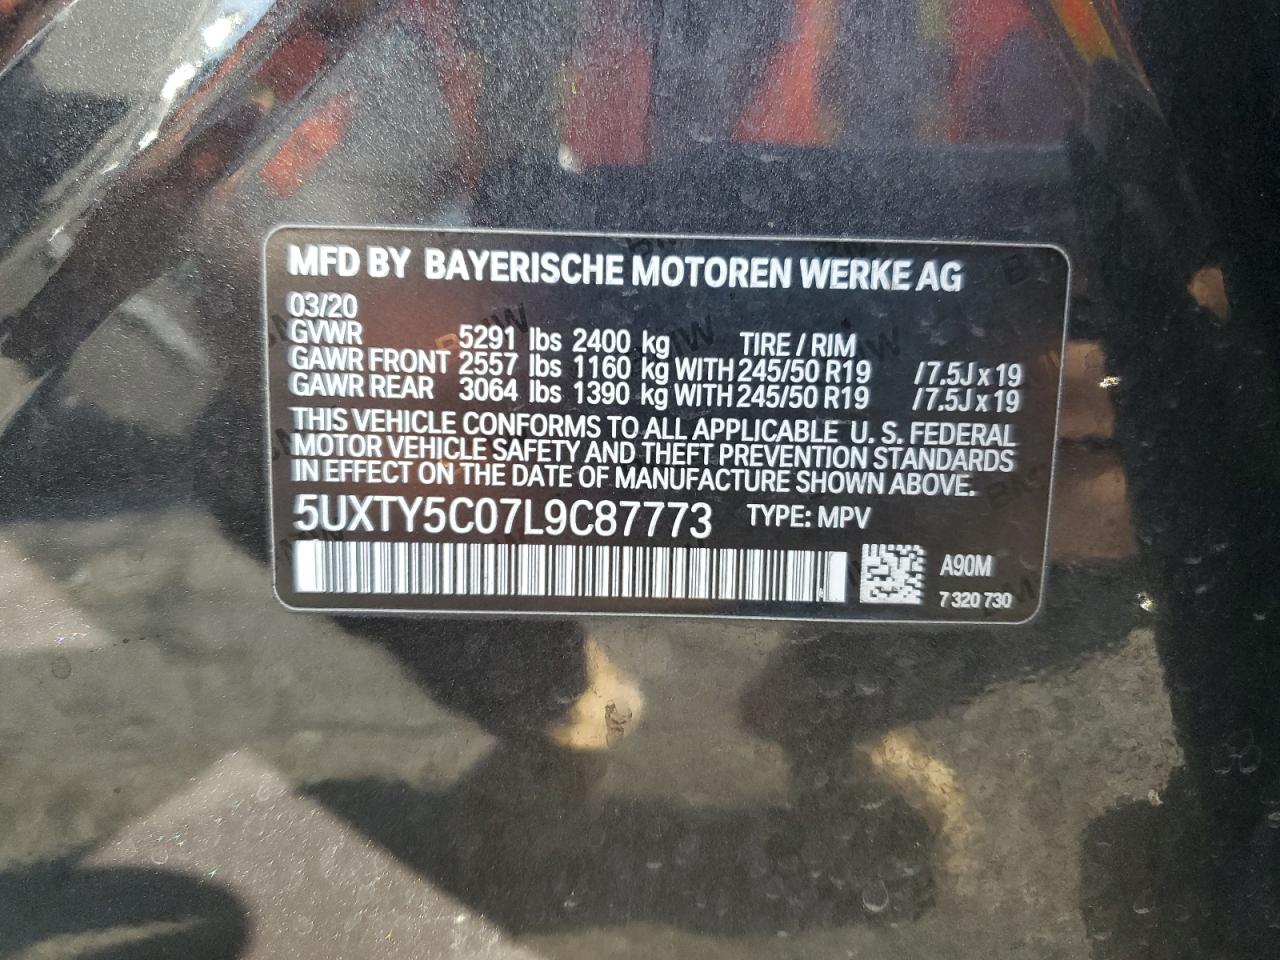 MFD BY BAYERISCHE MOTOREN WERKE AG
03/20
GVWR 5291 lbs 2400 kg TIRE / RIM
GAWR FRONT 2557 lbs 1160 kg WITH 245/50 R19 / 7.5J x 19
GAWR REAR 3064 lbs 1390 kg WITH 245/50 R19 / 7.5J x 19
THIS VEHICLE CONFORMS TO ALL APPLICABLE U. S. FEDERAL
MOTOR VEHICLE SAFETY AND THEFT PREVENTION STANDARDS
IN EFFECT ON THE DATE OF MANUFACTURE SHOWN ABOVE.
5UXTY5C07L9C87773 TYPE: MPV
A90M
7 320 730